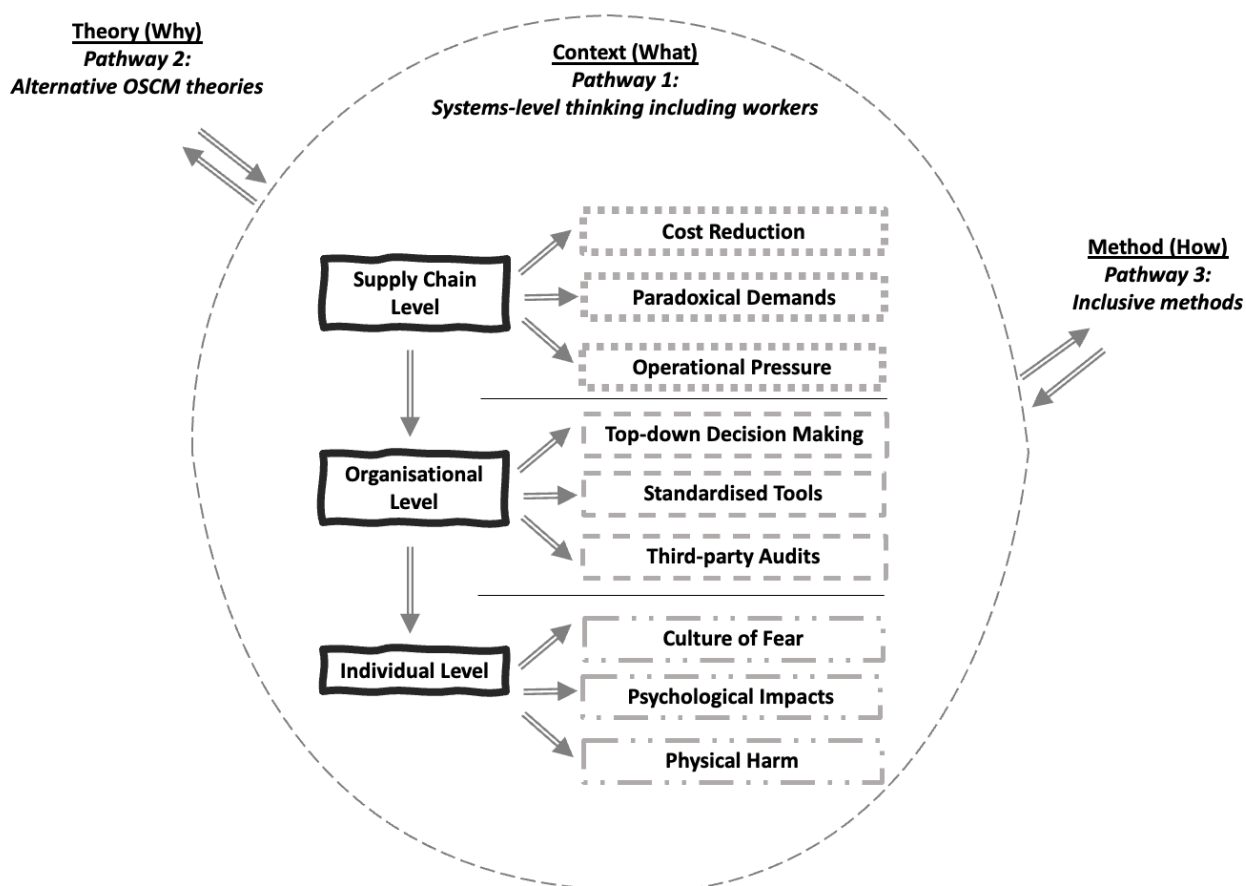 Theory (Why)
Pathway 2:
Alternative OSCM theories
Context (What)
Pathway 1:
Systems-level thinking including workers
Method (How)
Pathway 3:
Inclusive methods
Supply Chain
Level
Cost Reduction
Paradoxical Demands
Operational Pressure
Organisational
Level
Top-down Decision Making
Standardised Tools
Third-party Audits
Individual Level
Culture of Fear
Psychological Impacts
Physical Harm